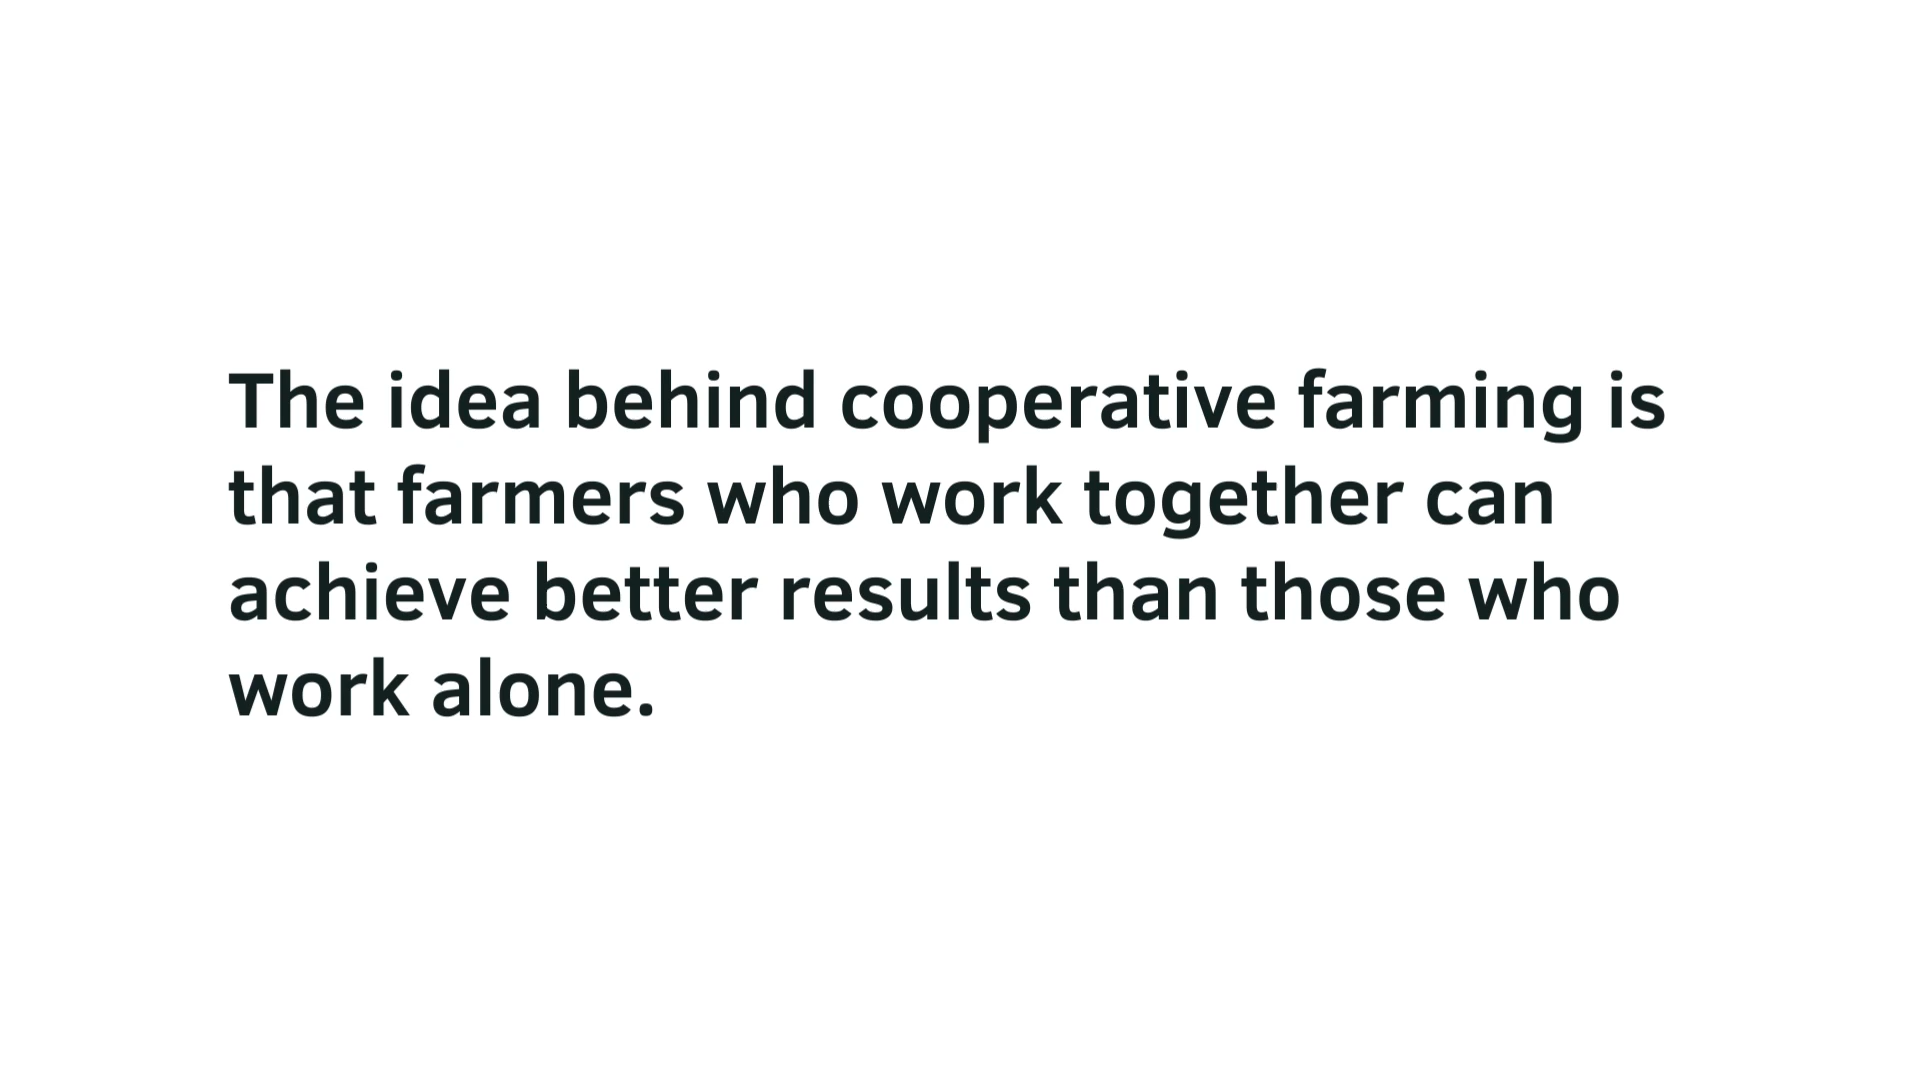 The idea behind cooperative farming is
that farmers who work together can
achieve better results than those who
work alone.